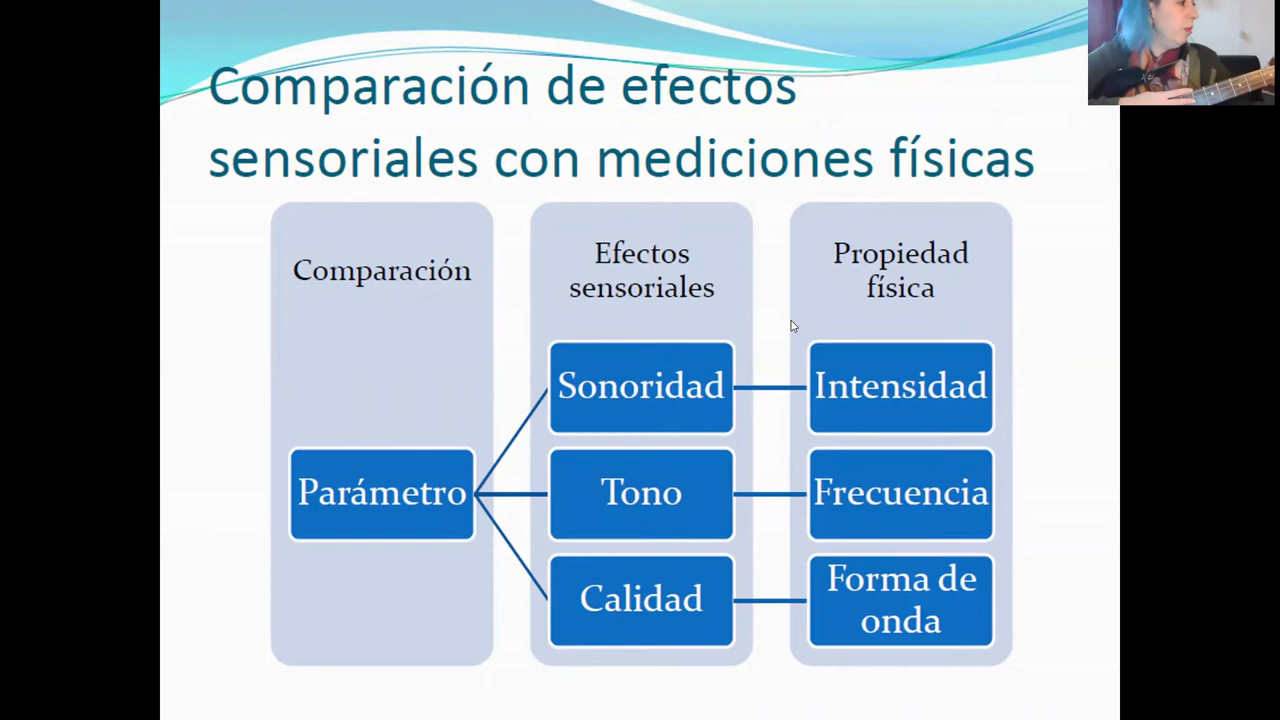 Comparación de efectos
sensoriales con mediciones físicas
Comparación
Efectos
sensoriales
Propiedad
física
Parámetro
Sonoridad
Intensidad
Tono
Frecuencia
Calidad
Forma de
onda